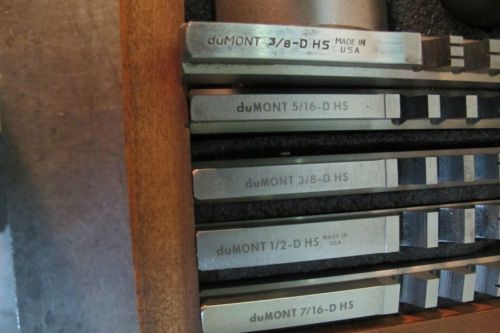 duMONT 3/8-D HS MADE IN
USA
duMONT 5/16-D HS
duMONT 3/8-D HS
duMONT 1/2-D HS MADE IN
USA
duMONT 7/16-D HS